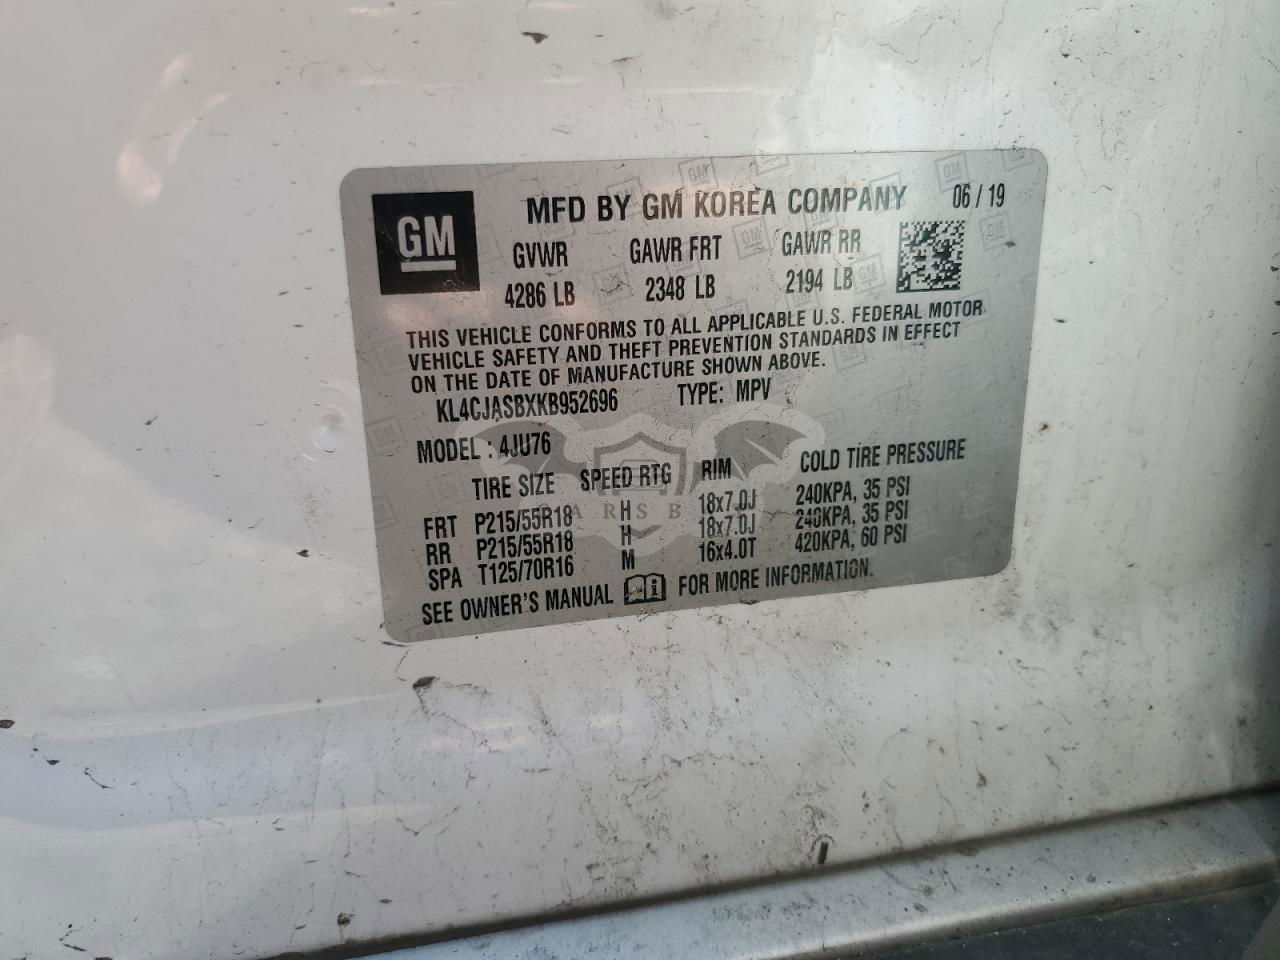 GM
MFD BY GM KOREA COMPANY 06 / 19
GVWR GAWR FRT GAWR RR
4286 LB 2348 LB 2194 LB
THIS VEHICLE CONFORMS TO ALL APPLICABLE U.S. FEDERAL MOTOR
VEHICLE SAFETY AND THEFT PREVENTION STANDARDS IN EFFECT
ON THE DATE OF MANUFACTURE SHOWN ABOVE.
KL4CJASBXKB952696 TYPE: MPV
MODEL : 4JU76
TIRE SIZE SPEED RTG RIM COLD TIRE PRESSURE
FRT P215/55R18 H 18x7.0J 240KPA, 35 PSI
RR P215/55R18 H 18x7.0J 240KPA, 35 PSI
SPA T125/70R16 M 16x4.0T 420KPA, 60 PSI
SEE OWNER'S MANUAL i FOR MORE INFORMATION.